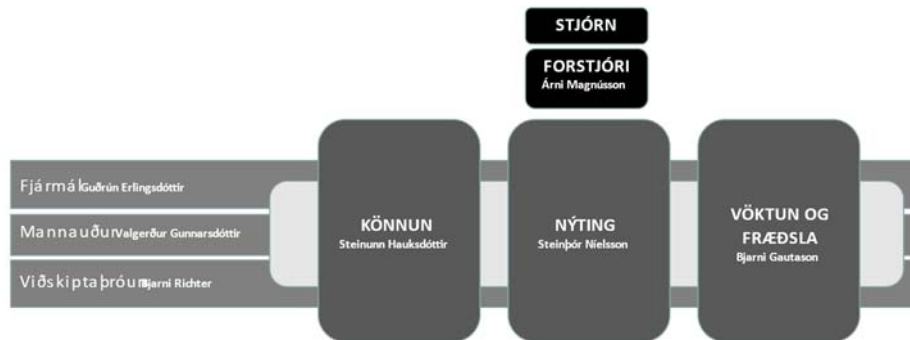 STJÓRN
FORSTJÓRI
Árni Magnússon
Fjármál Guðrún Erlingsdóttir
Mannauður Valgerður Gunnarsdóttir
Viðskiptaþróun Bjarni Richter
KÖNNUN
Steinunn Hauksdóttir
NÝTING
Steinþór Níelsson
VÖKTUN OG
FRÆÐSLA
Bjarni Gautason